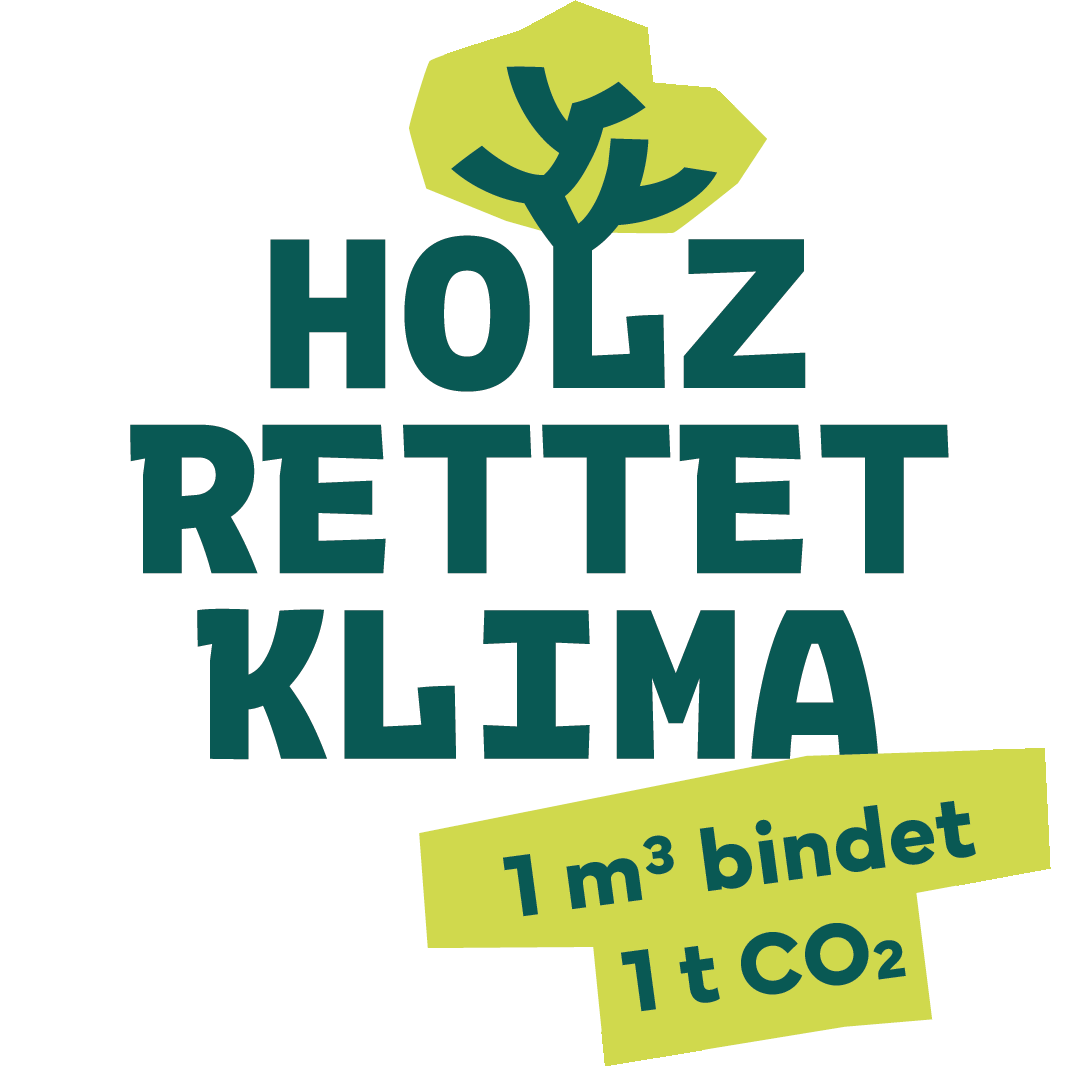 HOLZ
RETTET
KLIMA
1 m³ bindet
1 t CO₂